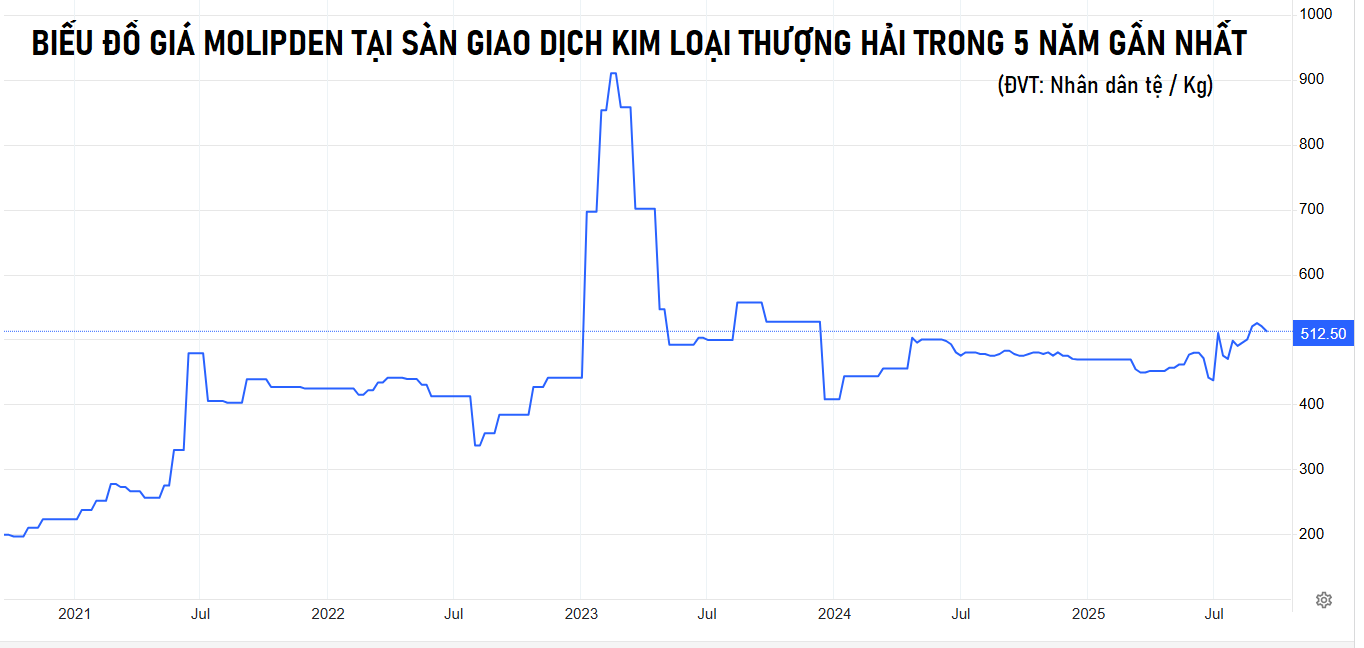 BIỂU ĐỒ GIÁ MOLIPDEN TẠI SÀN GIAO DỊCH KIM LOẠI THƯỢNG HẢI TRONG 5 NĂM GẦN NHẤT
(ĐVT: Nhân dân tệ / Kg)
1000
900
800
700
600
512.50
400
300
200
2021
Jul
2022
Jul
2023
Jul
2024
Jul
2025
Jul